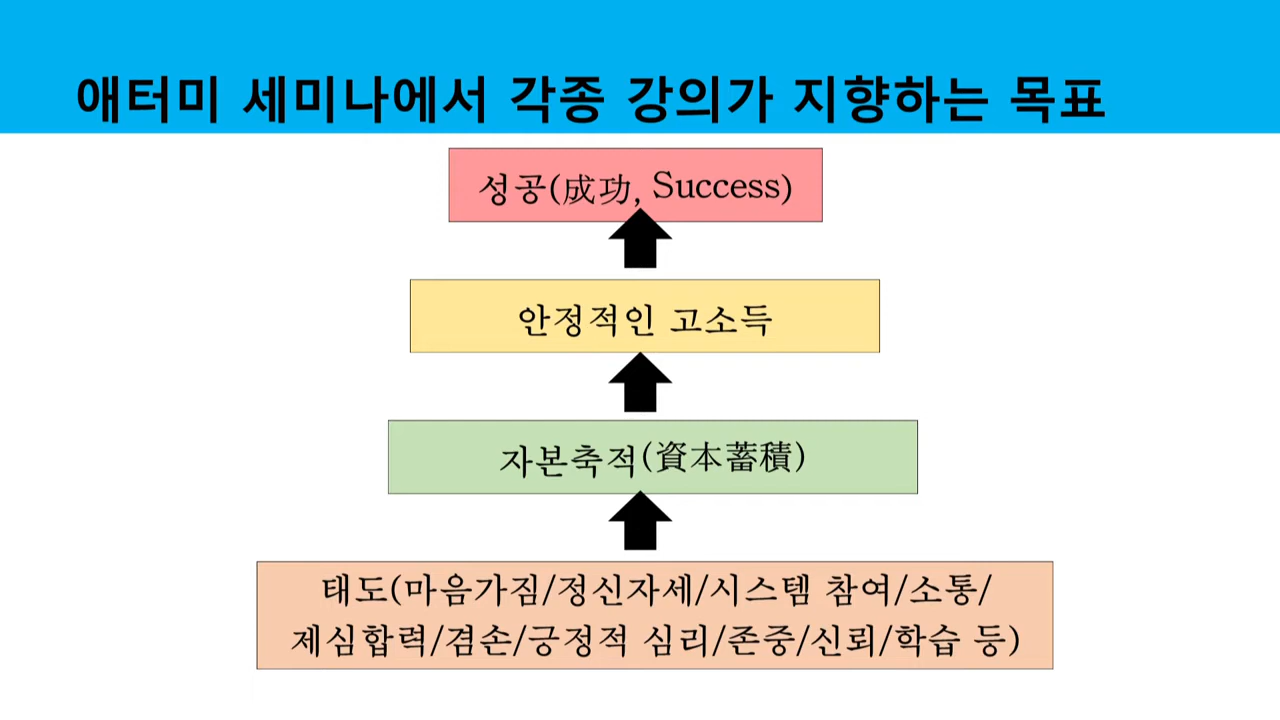 애터미 세미나에서 각종 강의가 지향하는 목표
성공(成功, Success)
안정적인 고소득
자본축적(資本蓄積)
태도(마음가짐/정신자세/시스템 참여/소통/
제심합력/겸손/긍정적 심리/존중/신뢰/학습 등)